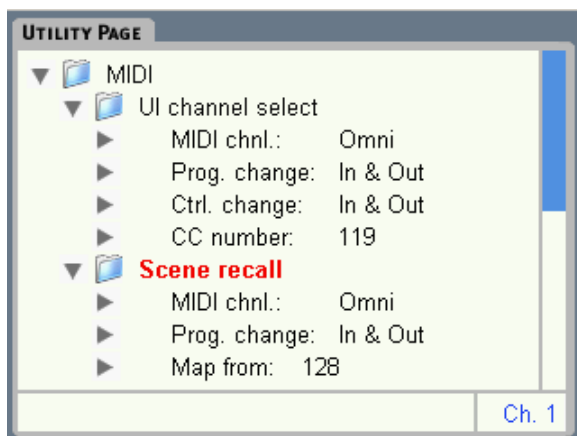 UTILITY PAGE
MIDI
UI channel select
MIDI chnl.: Omni
Prog. change: In & Out
Ctrl. change: In & Out
CC number: 119
Scene recall
MIDI chnl.: Omni
Prog. change: In & Out
Map from: 128
Ch. 1